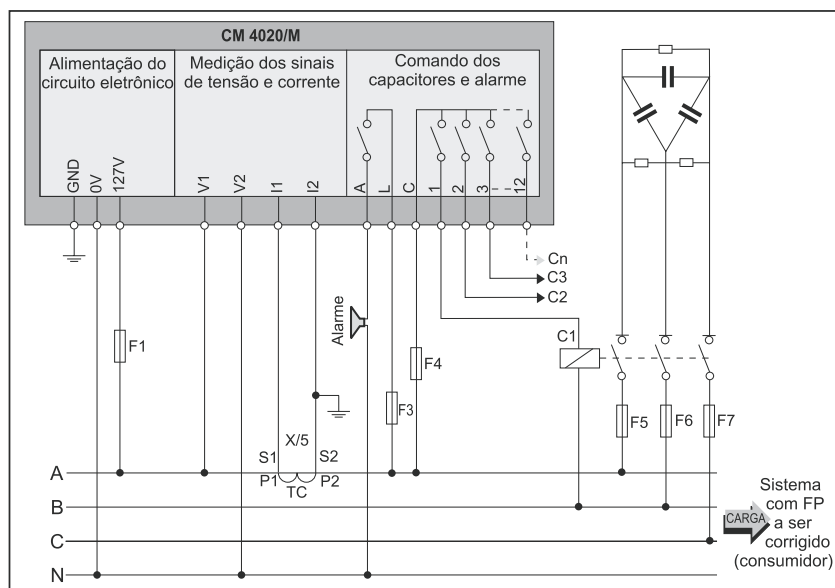 CM 4020/M
Alimentação do
circuito eletrônico
Medição dos sinais
de tensão e corrente
Comando dos
capacitores e alarme
GND
0V
127V
V1
V2
I1
I2
A
L
C
1
2
3
12
Cn
C3
C2
Alarme
F1
F4
F3
C1
F5
F6
F7
X/5
S1
S2
P1
P2
TC
A
B
C
N
CARGA
Sistema
com FP
a ser
corrigido
(consumidor)